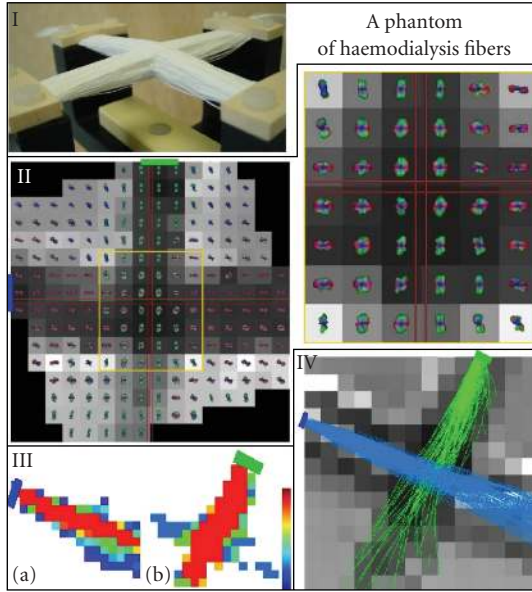 I
A phantom
of haemodialysis fibers
II
IV
III
(a)
(b)